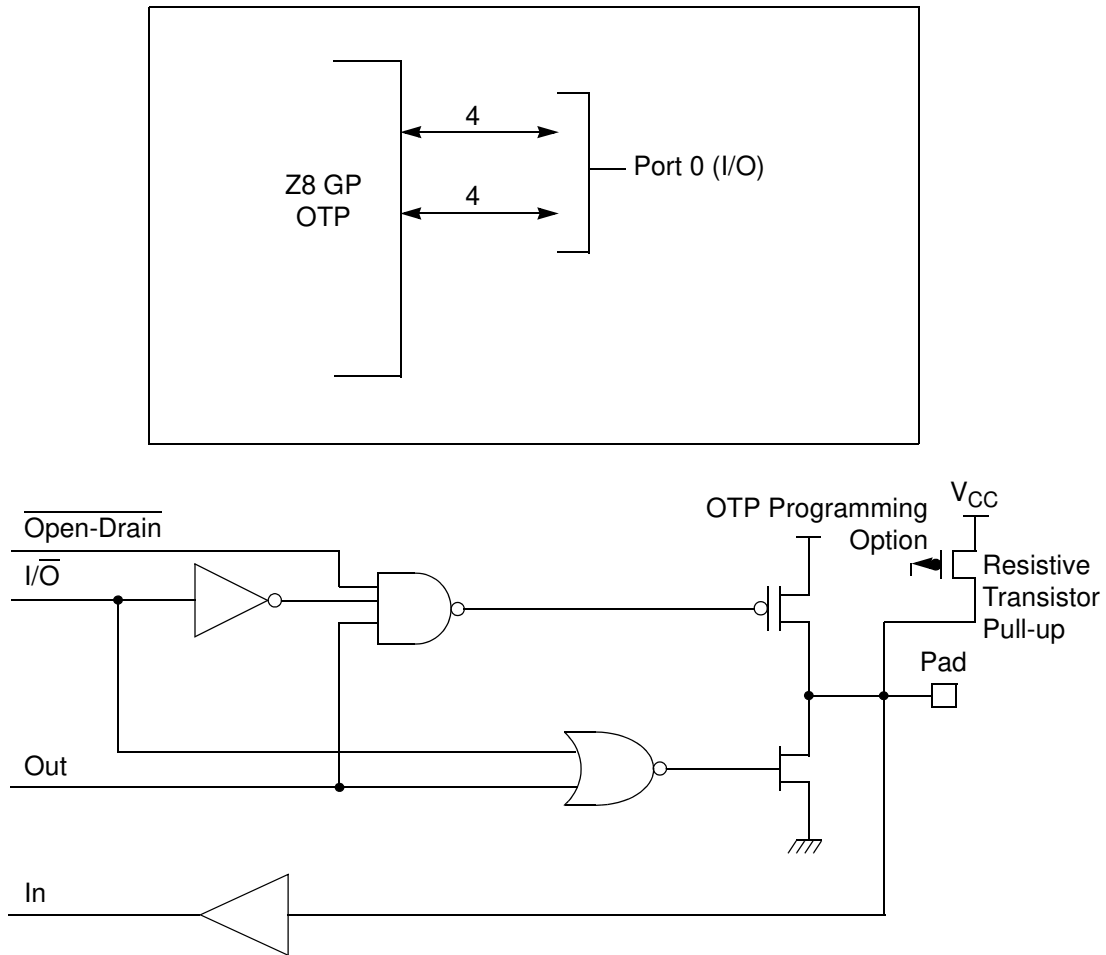 4
Port 0 (I/O)
Z8 GP
OTP
4
Open-Drain
I/O
OTP Programming
Option
VCC
Resistive
Transistor
Pull-up
Pad
Out
In